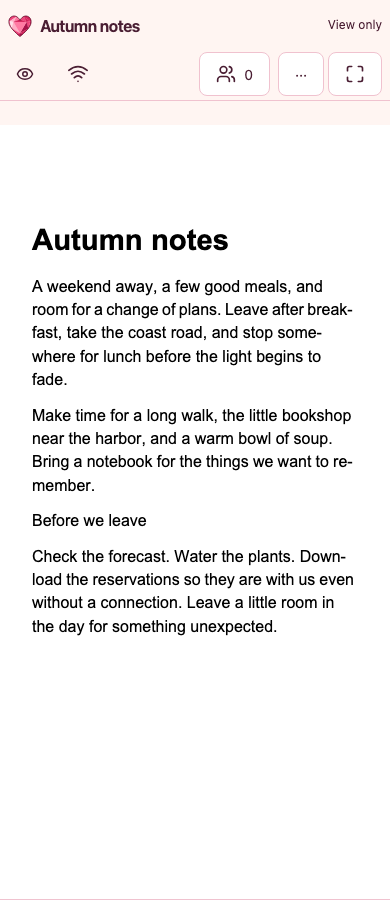 Autumn notes
View only
0
...
Autumn notes
A weekend away, a few good meals, and
room for a change of plans. Leave after break-
fast, take the coast road, and stop some-
where for lunch before the light begins to
fade.
Make time for a long walk, the little bookshop
near the harbor, and a warm bowl of soup.
Bring a notebook for the things we want to re-
member.
Before we leave
Check the forecast. Water the plants. Down-
load the reservations so they are with us even
without a connection. Leave a little room in
the day for something unexpected.